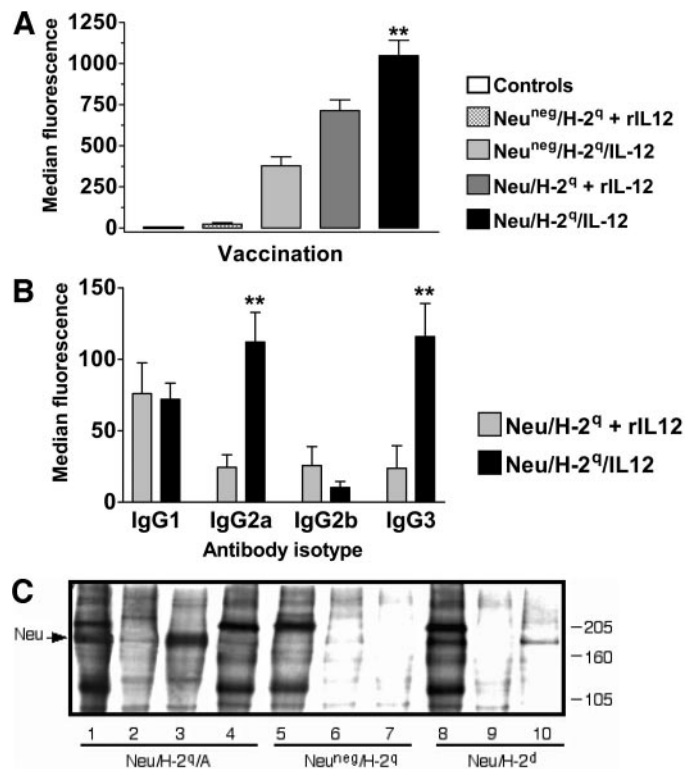 A
Median fluorescence
1250
1000
750
500
250
0
**
Vaccination
Controls
Neu^neg/H-2^q + rIL12
Neu^neg/H-2^q/IL-12
Neu/H-2^q + rIL-12
Neu/H-2^q/IL-12
B
Median fluorescence
150
100
50
0
** **
IgG1 IgG2a IgG2b IgG3
Antibody isotype
Neu/H-2^q + rIL12
Neu/H-2^q/IL12
C
Neu
-205
-160
-105
1 2 3 4 5 6 7 8 9 10
Neu/H-2^q/A Neu^neg/H-2^q Neu/H-2^d